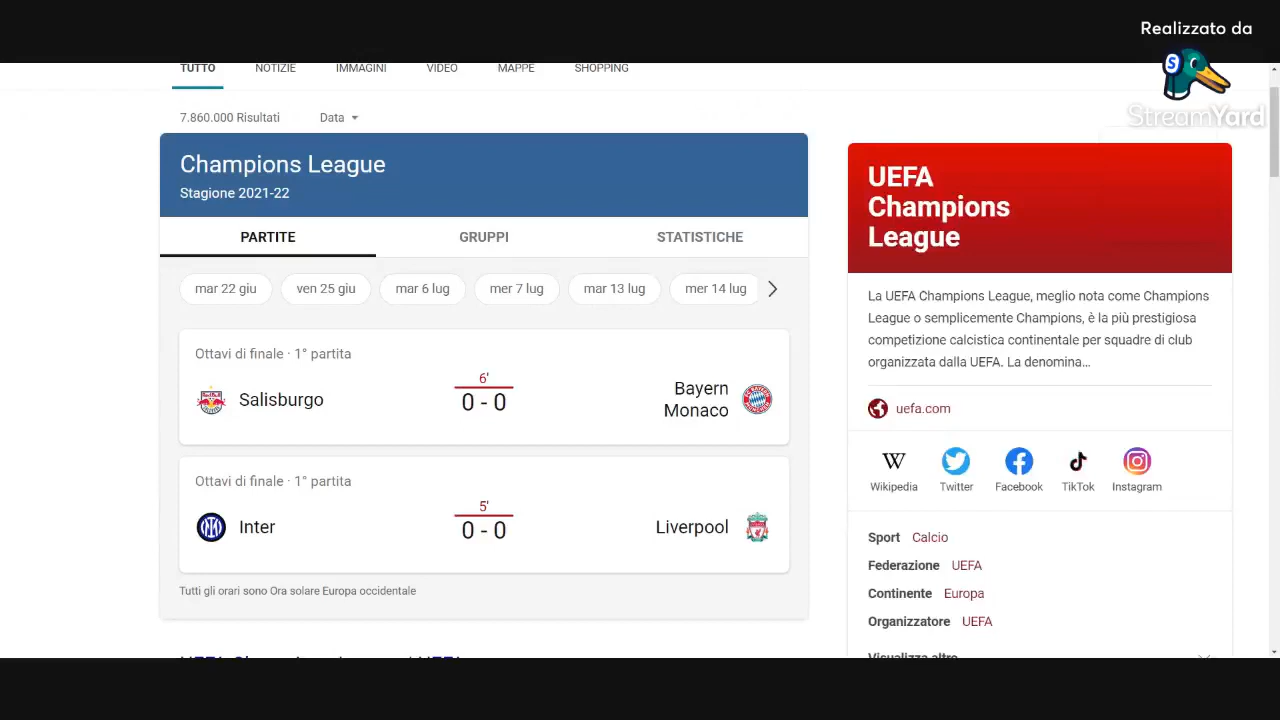 Realizzato da
StreamYard
TUTTO NOTIZIE IMMAGINI VIDEO MAPPE SHOPPING
7.860.000 Risultati Data
Champions League
Stagione 2021-22
PARTITE GRUPPI STATISTICHE
mar 22 giu ven 25 giu mar 6 lug mer 7 lug mar 13 lug mer 14 lug
Ottavi di finale · 1° partita
6'
Salisburgo 0 - 0 Bayern Monaco
Ottavi di finale · 1° partita
5'
Inter 0 - 0 Liverpool
Tutti gli orari sono Ora solare Europa occidentale
UEFA
Champions
League
La UEFA Champions League, meglio nota come Champions
League o semplicemente Champions, è la più prestigiosa
competizione calcistica continentale per squadre di club
organizzata dalla UEFA. La denomina...
uefa.com
Wikipedia Twitter Facebook TikTok Instagram
Sport Calcio
Federazione UEFA
Continente Europa
Organizzatore UEFA
Visualizza altro